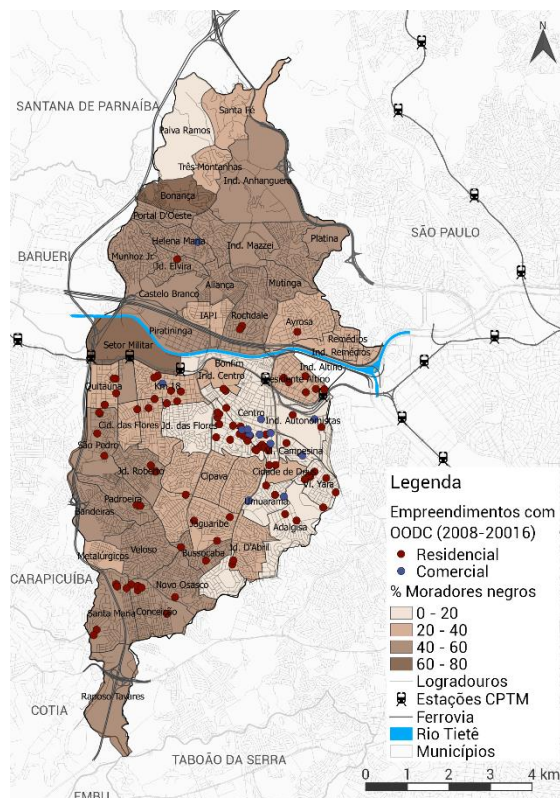 N
SANTANA DE PARNAÍBA
Santa Fé
Paiva Ramos
Três Montanhas
Ind. Anhanguera
Bonança
Portal D'Oeste
SÃO PAULO
BARUERI
Helena Maria
Ind. Mazzei
Platina
Munhoz Jr.
Jd. Elvira
Aliança
Mutinga
Castelo Branco
IAPI
Rochdale
Ayrosa
Piratininga
Remédios
Setor Militar
Ind. Remédios
Bonfim
Ind. Altino
Quitaúna
Km 18
Ind. Centro
Presidente Altino
Centro
Ind. Autonomistas
Cid. das Flores
Jd. das Flores
São Pedro
Campesina
Cidade de Deus
Jd. Roberto
Cipava
Vl. Yara
Padroeira
Umuarama
Bandeiras
Jaguaribe
Adalgisa
Metalúrgicos
Veloso
Bussocaba
Jd. D'Abril
CARAPICUÍBA
Novo Osasco
Santa Maria
Conceição
Raposo Tavares
COTIA
TABOÃO DA SERRA
EMBU
Legenda
Empreendimentos com
OODC (2008-20016)
Residencial
Comercial
% Moradores negros
0 - 20
20 - 40
40 - 60
60 - 80
Logradouros
Estações CPTM
Ferrovia
Rio Tietê
Municípios
0 1 2 3 4 km